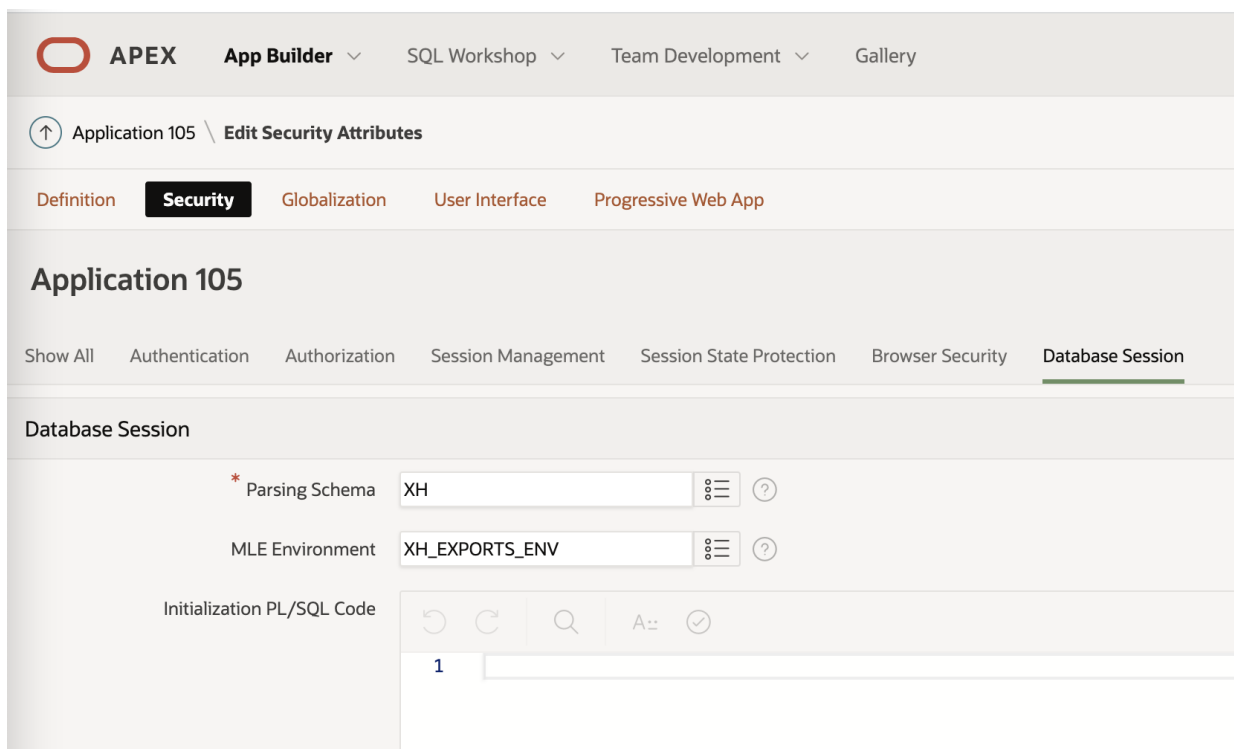 APEX App Builder SQL Workshop Team Development Gallery
Application 105 \ Edit Security Attributes
Definition Security Globalization User Interface Progressive Web App
Application 105
Show All Authentication Authorization Session Management Session State Protection Browser Security Database Session
Database Session
* Parsing Schema XH ?
MLE Environment XH_EXPORTS_ENV ?
Initialization PL/SQL Code
A::
1